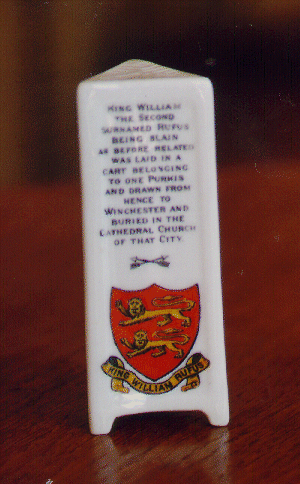 KING WILLIAM
THE SECOND
SURNAMED RUFUS
BEING SLAIN
AS BEFORE RELATED
WAS LAID IN A
CART BELONGING
TO ONE PURKIS
AND DRAWN FROM
HENCE TO
WINCHESTER AND
BURIED IN THE
CATHEDRAL CHURCH
OF THAT CITY.
KING WILLIAM RUFUS